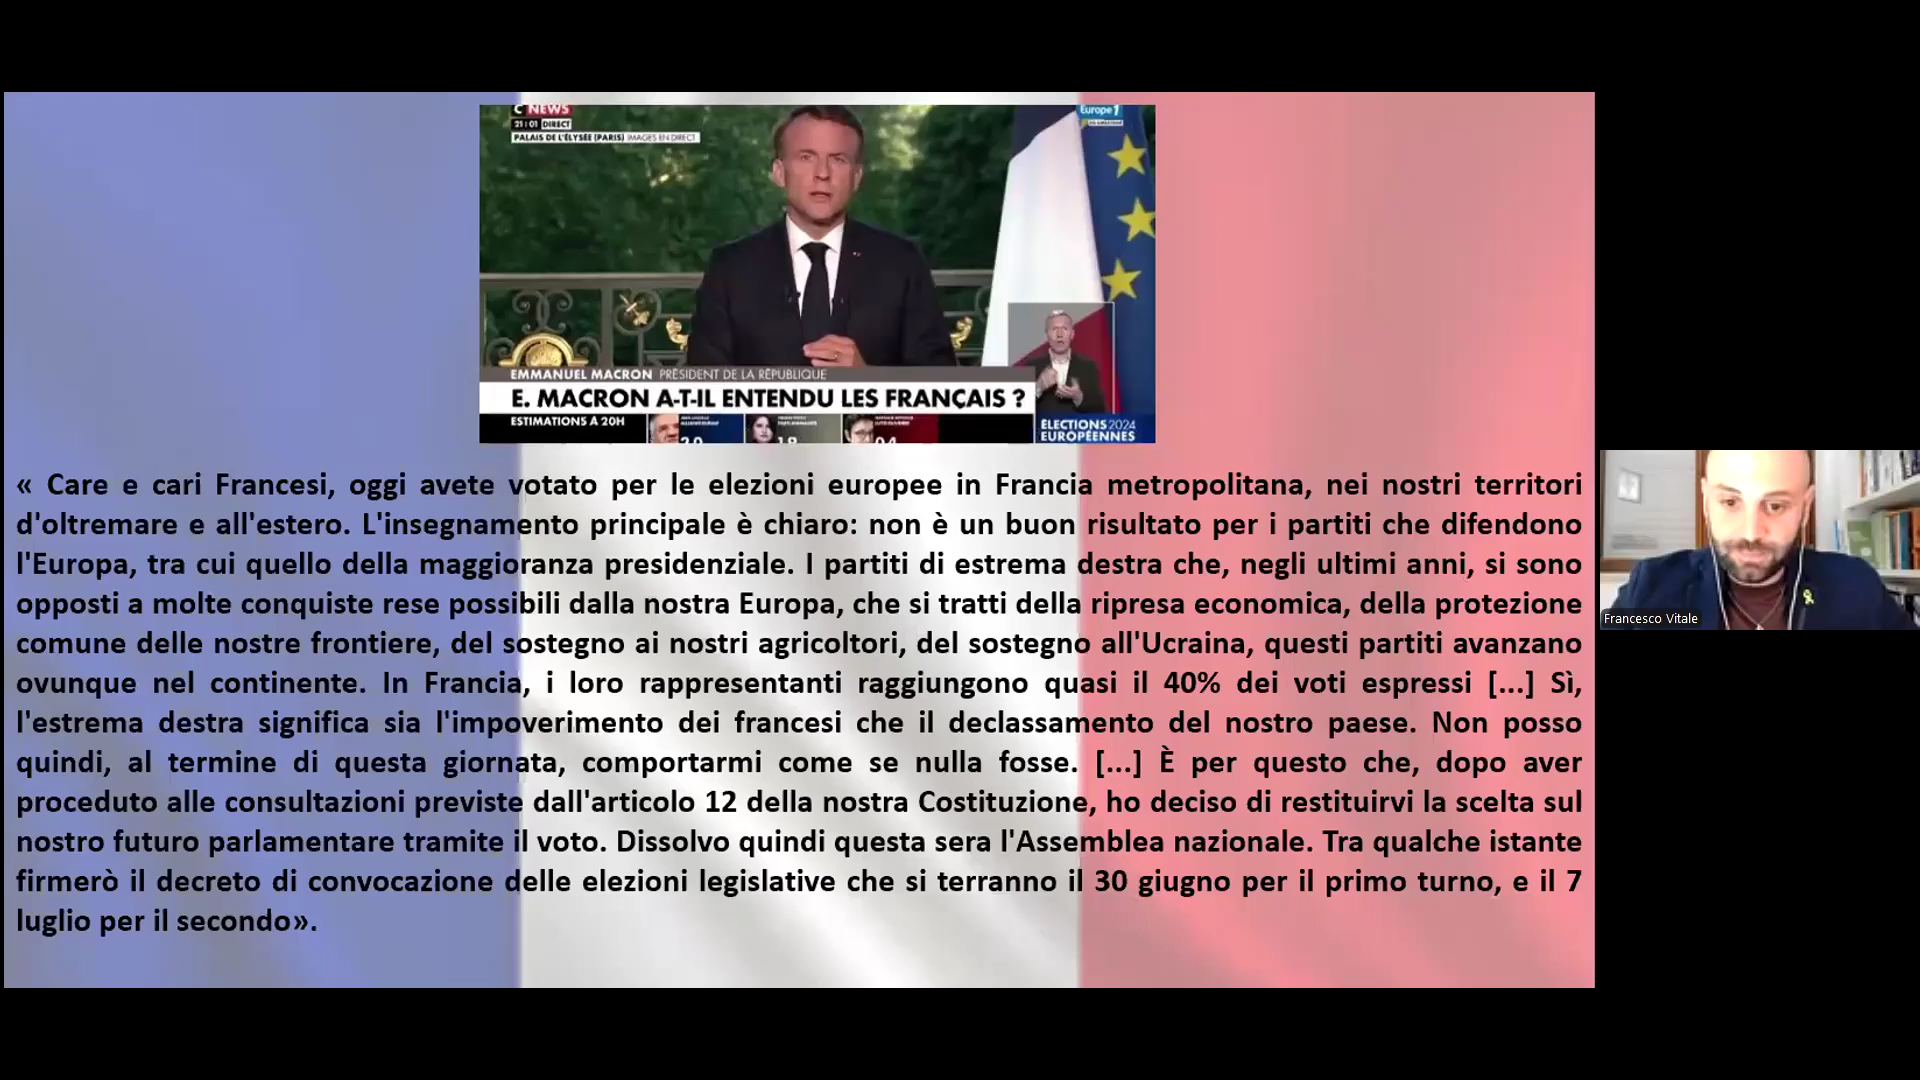 C NEWS
21:01 DIRECT
PALAIS DE L'ÉLYSÉE (PARIS) IMAGES EN DIRECT
Europe 1
EMMANUEL MACRON PRÉSIDENT DE LA RÉPUBLIQUE
E. MACRON A-T-IL ENTENDU LES FRANÇAIS ?
ESTIMATIONS À 20H
ÉLECTIONS 2024
EUROPÉENNES
« Care e cari Francesi, oggi avete votato per le elezioni europee in Francia metropolitana, nei nostri territori
d'oltremare e all'estero. L'insegnamento principale è chiaro: non è un buon risultato per i partiti che difendono
l'Europa, tra cui quello della maggioranza presidenziale. I partiti di estrema destra che, negli ultimi anni, si sono
opposti a molte conquiste rese possibili dalla nostra Europa, che si tratti della ripresa economica, della protezione
comune delle nostre frontiere, del sostegno ai nostri agricoltori, del sostegno all'Ucraina, questi partiti avanzano
ovunque nel continente. In Francia, i loro rappresentanti raggiungono quasi il 40% dei voti espressi [...] Sì,
l'estrema destra significa sia l'impoverimento dei francesi che il declassamento del nostro paese. Non posso
quindi, al termine di questa giornata, comportarmi come se nulla fosse. [...] È per questo che, dopo aver
proceduto alle consultazioni previste dall'articolo 12 della nostra Costituzione, ho deciso di restituirvi la scelta sul
nostro futuro parlamentare tramite il voto. Dissolvo quindi questa sera l'Assemblea nazionale. Tra qualche istante
firmerò il decreto di convocazione delle elezioni legislative che si terranno il 30 giugno per il primo turno, e il 7
luglio per il secondo».
Francesco Vitale